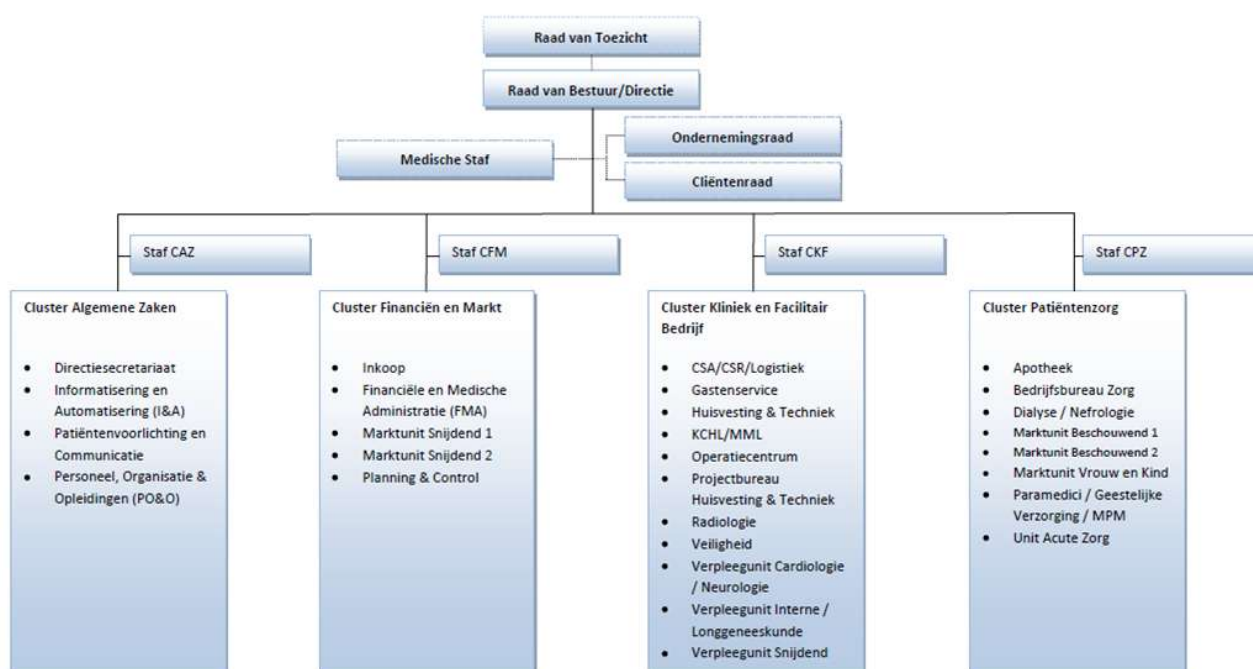 Raad van Toezicht
Raad van Bestuur/Directie
Ondernemingsraad
Medische Staf
Cliëntenraad
Staf CAZ
Staf CFM
Staf CKF
Staf CPZ
Cluster Algemene Zaken
• Directiesecretariaat
• Informatisering en
Automatisering (I&A)
• Patiëntenvoorlichting en
Communicatie
• Personeel, Organisatie &
Opleidingen (PO&O)
Cluster Financiën en Markt
• Inkoop
• Financiële en Medische
Administratie (FMA)
• Marktunit Snijdend 1
• Marktunit Snijdend 2
• Planning & Control
Cluster Kliniek en Facilitair
Bedrijf
• CSA/CSR/Logistiek
• Gastenservice
• Huisvesting & Techniek
• KCHL/MML
• Operatiecentrum
• Projectbureau
Huisvesting & Techniek
• Radiologie
• Veiligheid
• Verpleegunit Cardiologie
/ Neurologie
• Verpleegunit Interne /
Longgeneeskunde
• Verpleegunit Snijdend
Cluster Patiëntenzorg
• Apotheek
• Bedrijfsbureau Zorg
• Dialyse / Nefrologie
• Marktunit Beschouwend 1
• Marktunit Beschouwend 2
• Marktunit Vrouw en Kind
• Paramedici / Geestelijke
Verzorging / MPM
• Unit Acute Zorg